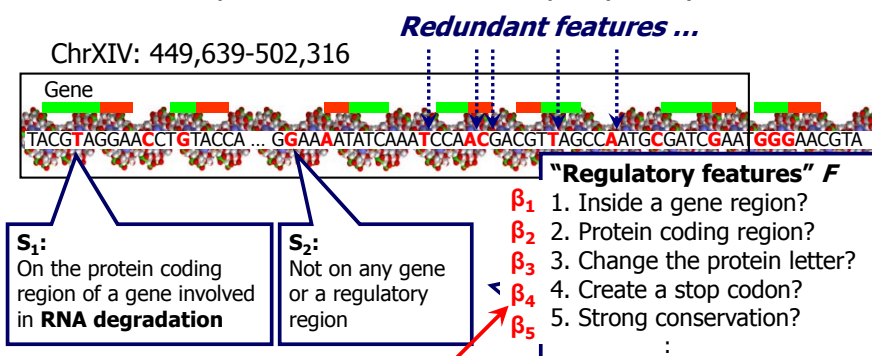 Redundant features ...
ChrXIV: 449,639-502,316
Gene
TACGTAGGAACCTGTACCA ... GGAAAATATCAAATCCAACGACGTTAGCCAATGCGATCGAATGGGGAACGTA
S₁:
On the protein coding
region of a gene involved
in RNA degradation
S₂:
Not on any gene
or a regulatory
region
"Regulatory features" F
β₁ 1. Inside a gene region?
β₂ 2. Protein coding region?
β₃ 3. Change the protein letter?
β₄ 4. Create a stop codon?
β₅ 5. Strong conservation?
: